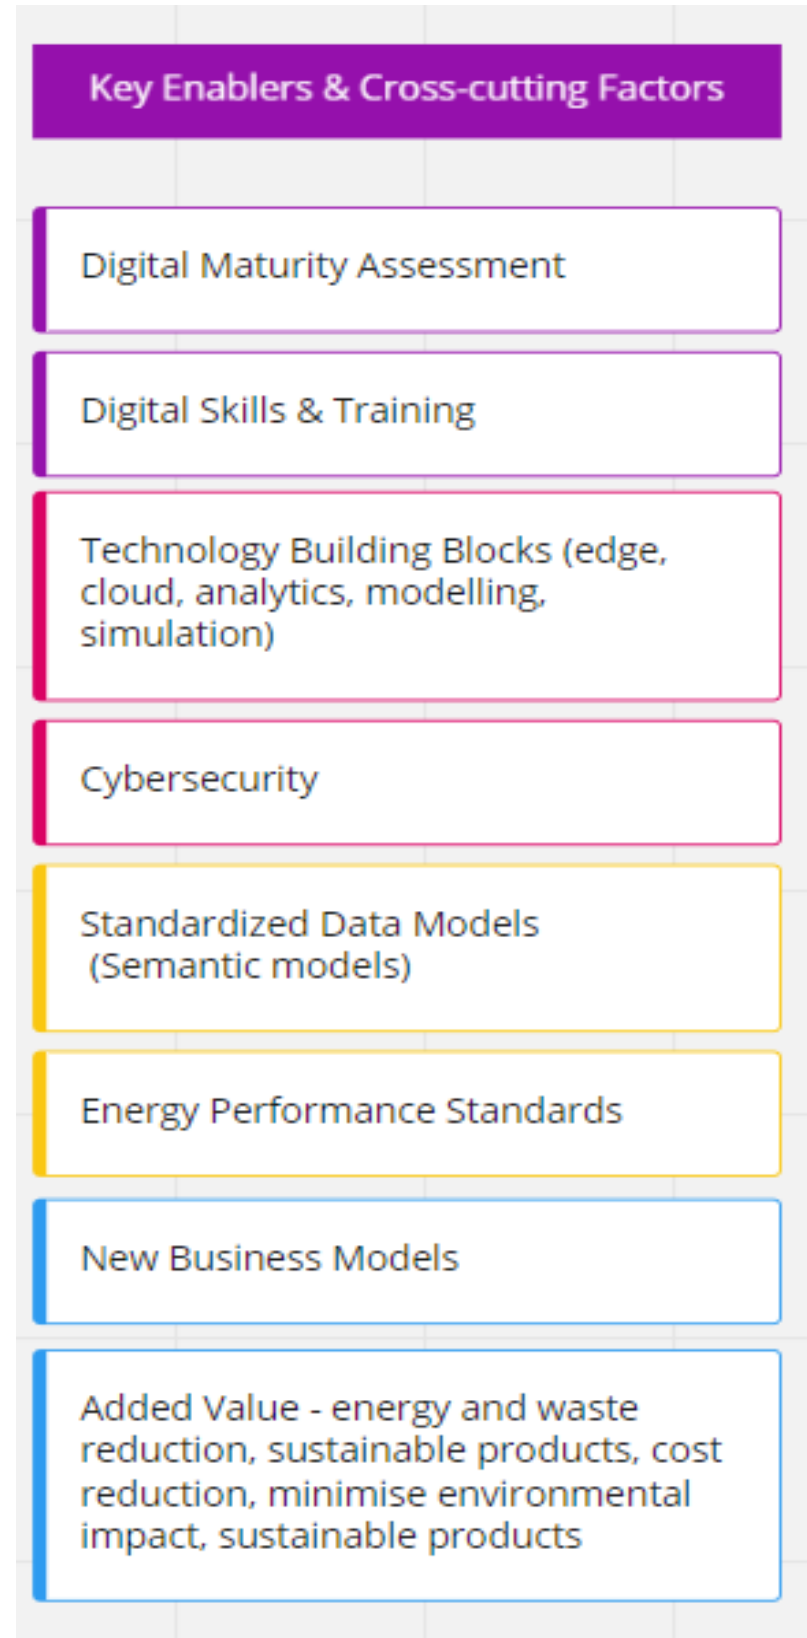 Key Enablers & Cross-cutting Factors
Digital Maturity Assessment
Digital Skills & Training
Technology Building Blocks (edge,
cloud, analytics, modelling,
simulation)
Cybersecurity
Standardized Data Models
(Semantic models)
Energy Performance Standards
New Business Models
Added Value - energy and waste
reduction, sustainable products, cost
reduction, minimise environmental
impact, sustainable products